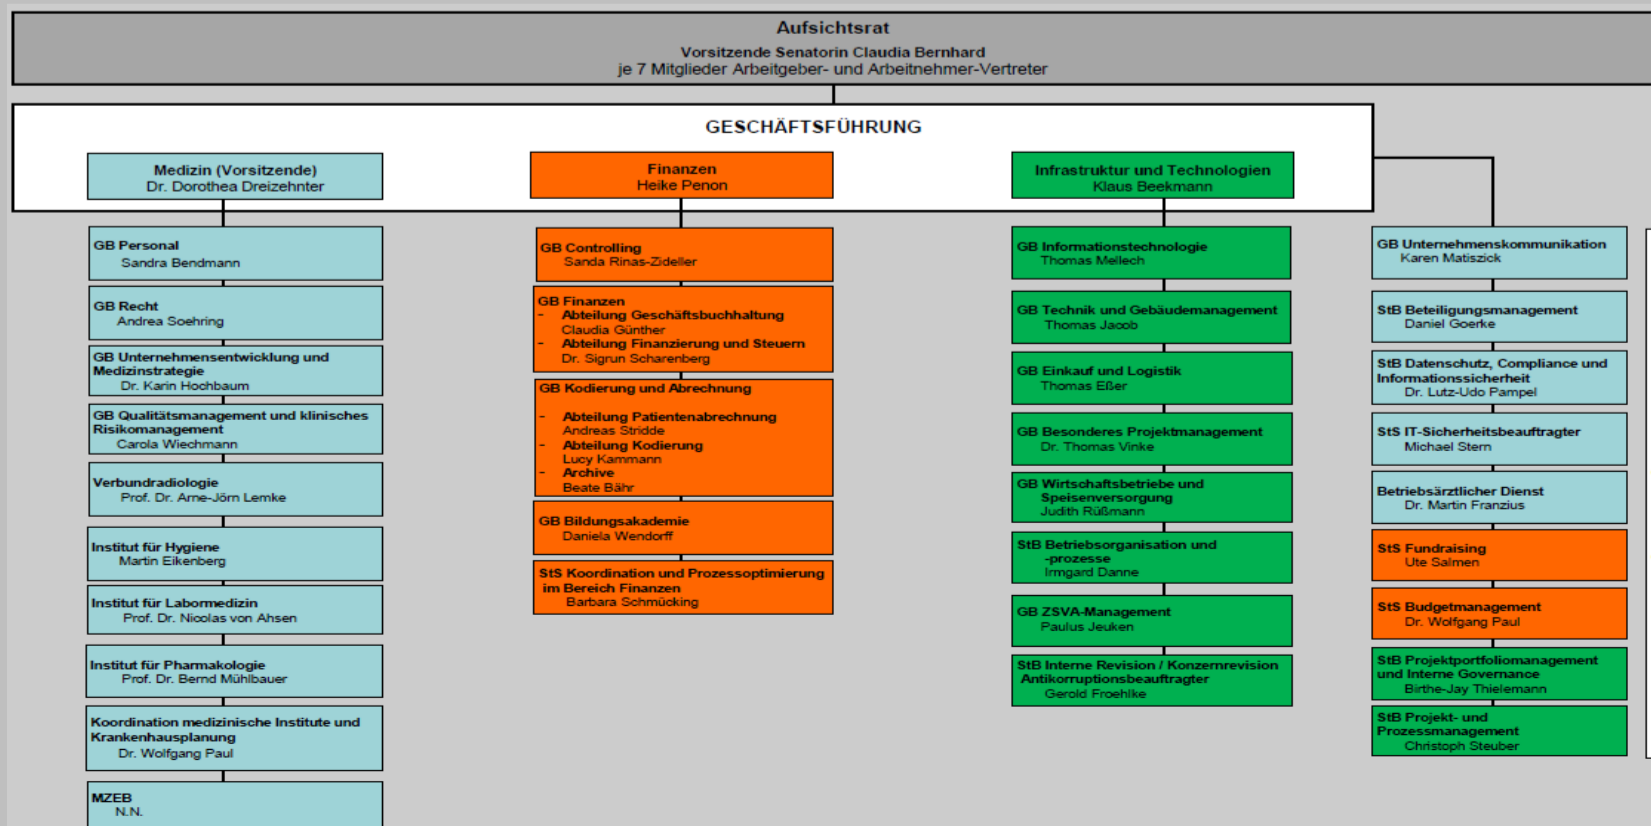 Aufsichtsrat
Vorsitzende Senatorin Claudia Bernhard
je 7 Mitglieder Arbeitgeber- und Arbeitnehmer-Vertreter
GESCHÄFTSFÜHRUNG
Medizin (Vorsitzende)
Dr. Dorothea Dreizehnter
Finanzen
Heike Penon
Infrastruktur und Technologien
Klaus Beekmann
GB Personal
Sandra Bendmann
GB Recht
Andrea Soehring
GB Unternehmensentwicklung und
Medizinstrategie
Dr. Karin Hochbaum
GB Qualitätsmanagement und klinisches
Risikomanagement
Carola Wiechmann
Verbundradiologie
Prof. Dr. Arne-Jörn Lemke
Institut für Hygiene
Martin Eikenberg
Institut für Labormedizin
Prof. Dr. Nicolas von Ahsen
Institut für Pharmakologie
Prof. Dr. Bernd Mühlbauer
Koordination medizinische Institute und
Krankenhausplanung
Dr. Wolfgang Paul
MZEB
N.N.
GB Controlling
Sanda Rinas-Zideller
GB Finanzen
- Abteilung Geschäftsbuchhaltung
Claudia Günther
- Abteilung Finanzierung und Steuern
Dr. Sigrun Scharenberg
GB Kodierung und Abrechnung
- Abteilung Patientenabrechnung
Andreas Stridde
- Abteilung Kodierung
Lucy Kammann
- Archive
Beate Bähr
GB Bildungsakademie
Daniela Wendorff
StS Koordination und Prozessoptimierung
im Bereich Finanzen
Barbara Schmücking
GB Informationstechnologie
Thomas Mellech
GB Technik und Gebäudemanagement
Thomas Jacob
GB Einkauf und Logistik
Thomas Eßer
GB Besonderes Projektmanagement
Dr. Thomas Vinke
GB Wirtschaftsbetriebe und
Speisenversorgung
Judith Rüßmann
StB Betriebsorganisation und
-prozesse
Irmgard Danne
GB ZSVA-Management
Paulus Jeuken
StB Interne Revision / Konzernrevision
Antikorruptionsbeauftragter
Gerold Froehlke
GB Unternehmenskommunikation
Karen Matiszick
StB Beteiligungsmanagement
Daniel Goerke
StB Datenschutz, Compliance und
Informationssicherheit
Dr. Lutz-Udo Pampel
StS IT-Sicherheitsbeauftragter
Michael Stern
Betriebsärztlicher Dienst
Dr. Martin Franzius
StS Fundraising
Ute Salmen
StS Budgetmanagement
Dr. Wolfgang Paul
StB Projektportfoliomanagement
und Interne Governance
Birthe-Jay Thielemann
StB Projekt- und
Prozessmanagement
Christoph Steuber